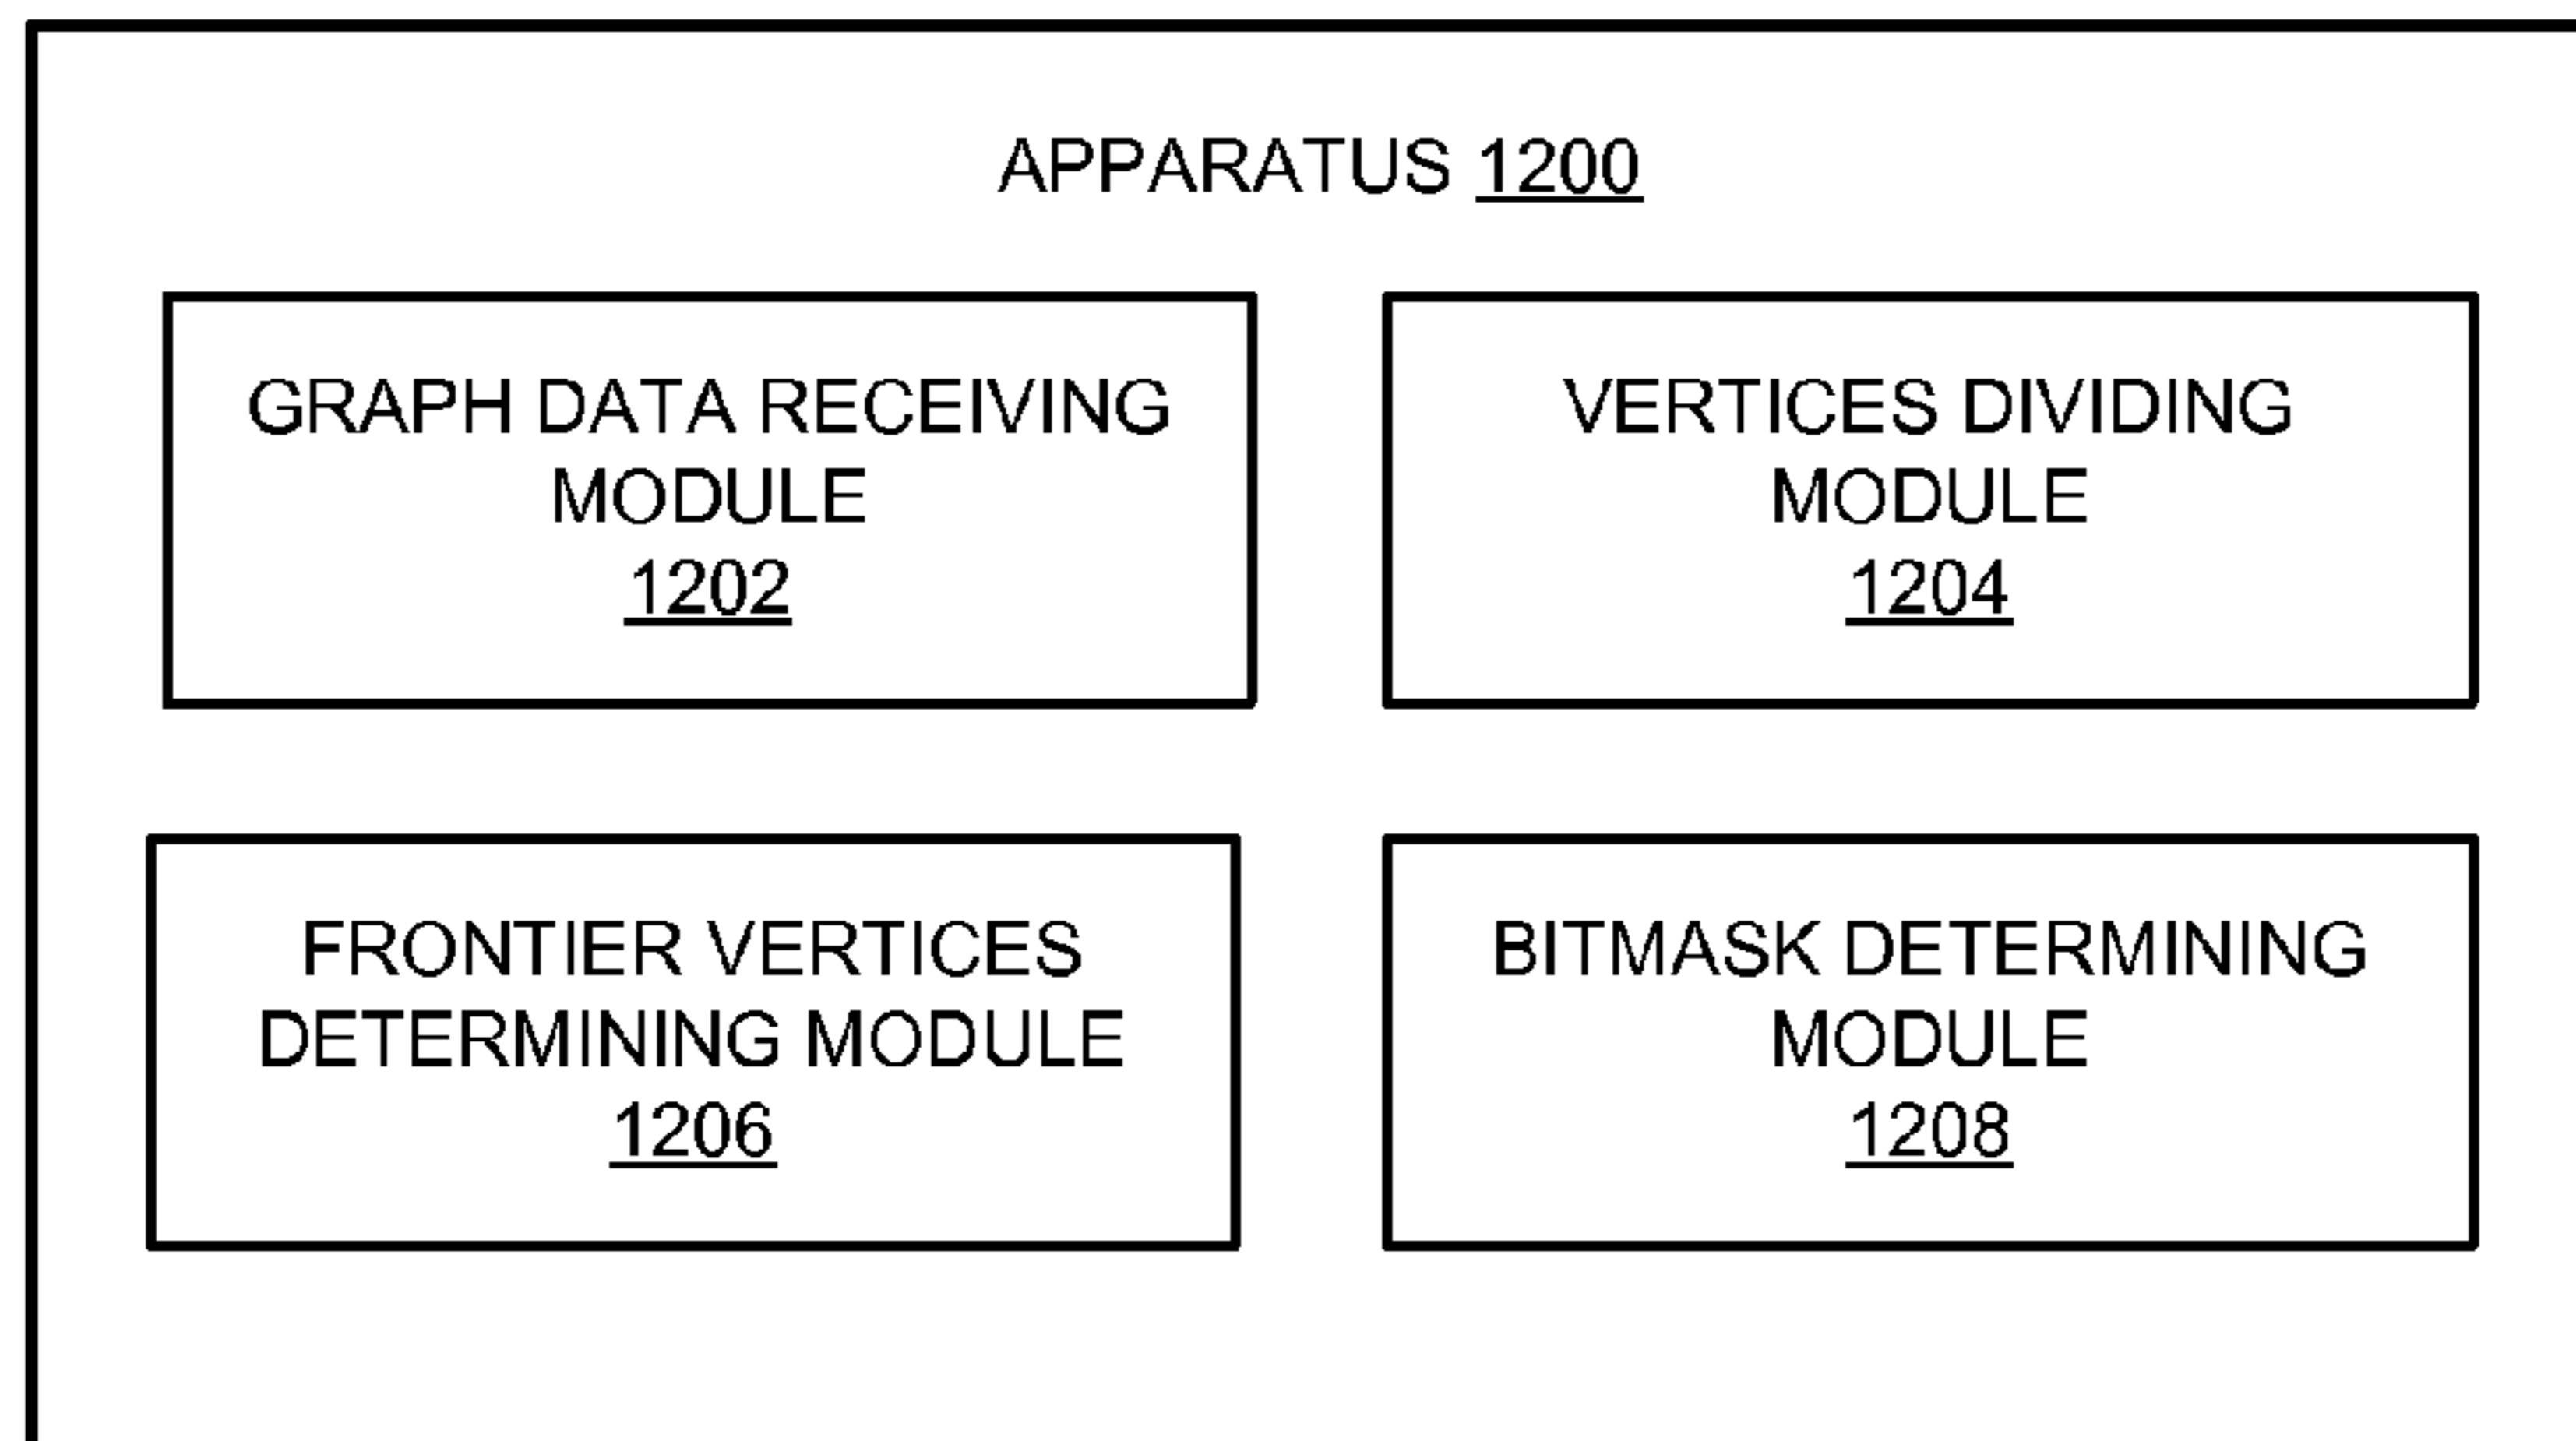 APPARATUS 1200
GRAPH DATA RECEIVING
MODULE
1202
VERTICES DIVIDING
MODULE
1204
FRONTIER VERTICES
DETERMINING MODULE
1206
BITMASK DETERMINING
MODULE
1208